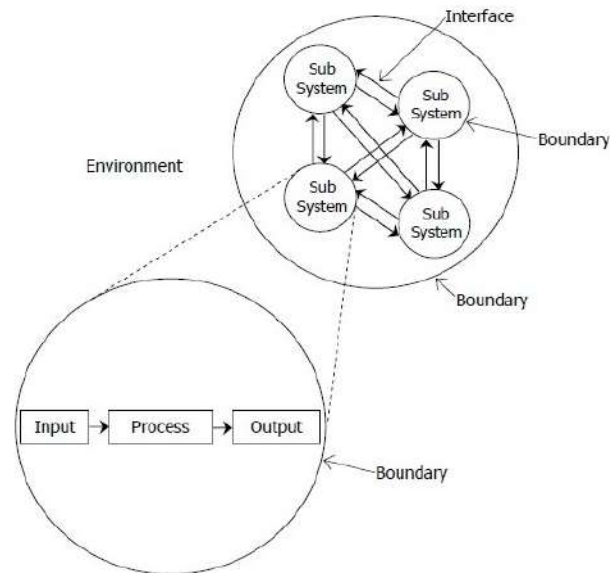 Interface
Sub
System
Sub
System
Boundary
Environment
Sub
System
Sub
System
Boundary
Input
Process
Output
Boundary